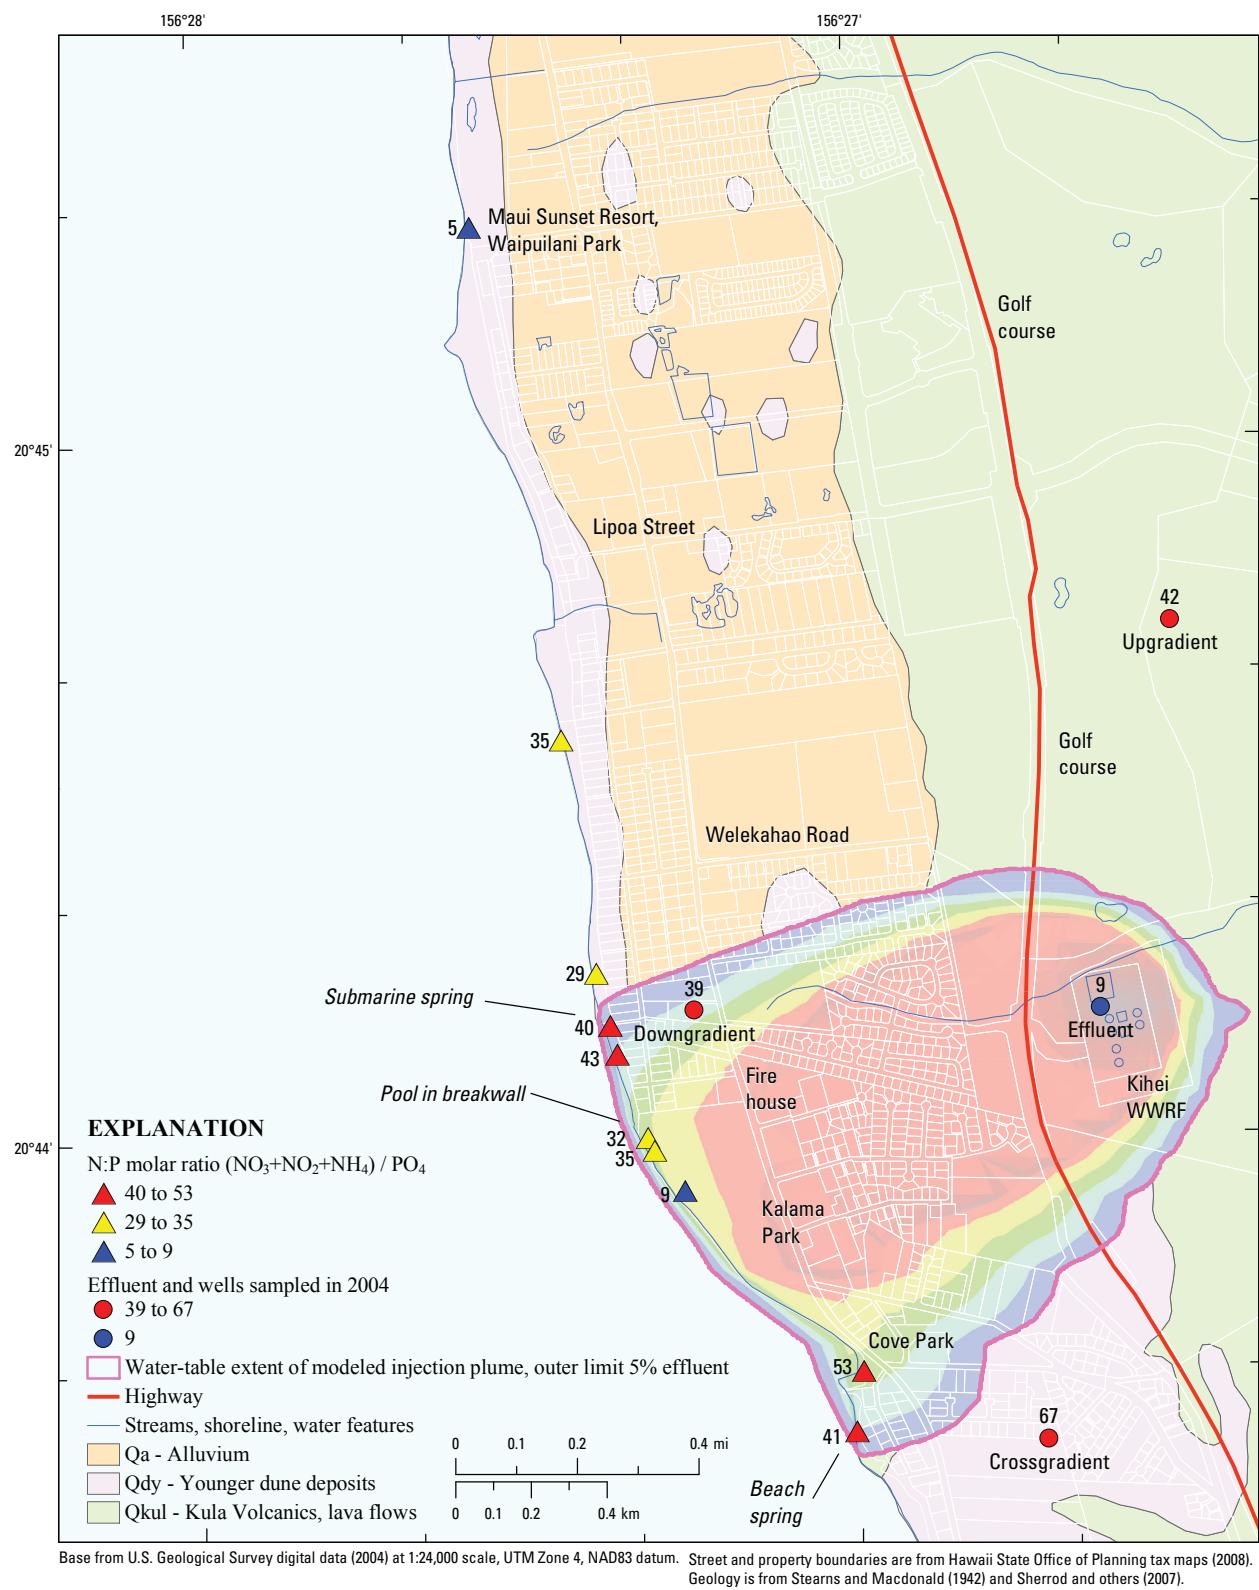 156°28'
156°27'
5
Maui Sunset Resort,
Waipuilani Park
Golf
course
20°45'
Lipoa Street
42
Upgradient
35
Golf
course
Welekahao Road
29
Submarine spring
39
9
40
Downgradient
Effluent
43
Fire
house
Kihei
WWRF
Pool in breakwall
32
35
20°44'
9
Kalama
Park
EXPLANATION
N:P molar ratio (NO₃+NO₂+NH₄) / PO₄
40 to 53
29 to 35
5 to 9
Effluent and wells sampled in 2004
39 to 67
9
Water-table extent of modeled injection plume, outer limit 5% effluent
Highway
Streams, shoreline, water features
Qa - Alluvium
Qdy - Younger dune deposits
Qkul - Kula Volcanics, lava flows
Cove Park
53
67
41
Crossgradient
Beach
spring
0 0.1 0.2 0.4 mi
0 0.1 0.2 0.4 km
Base from U.S. Geological Survey digital data (2004) at 1:24,000 scale, UTM Zone 4, NAD83 datum.
Street and property boundaries are from Hawaii State Office of Planning tax maps (2008).
Geology is from Stearns and Macdonald (1942) and Sherrod and others (2007).